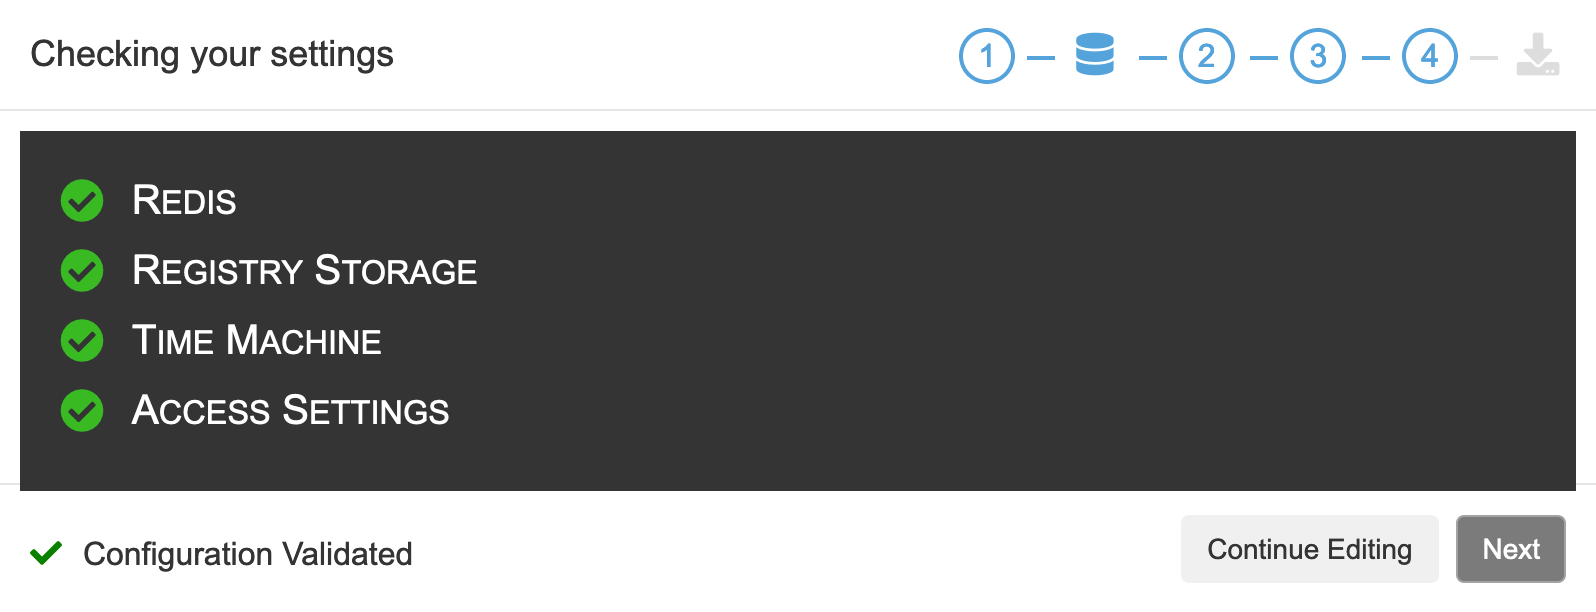 Checking your settings
1 2 3 4
Redis
Registry Storage
Time Machine
Access Settings
Configuration Validated
Continue Editing
Next